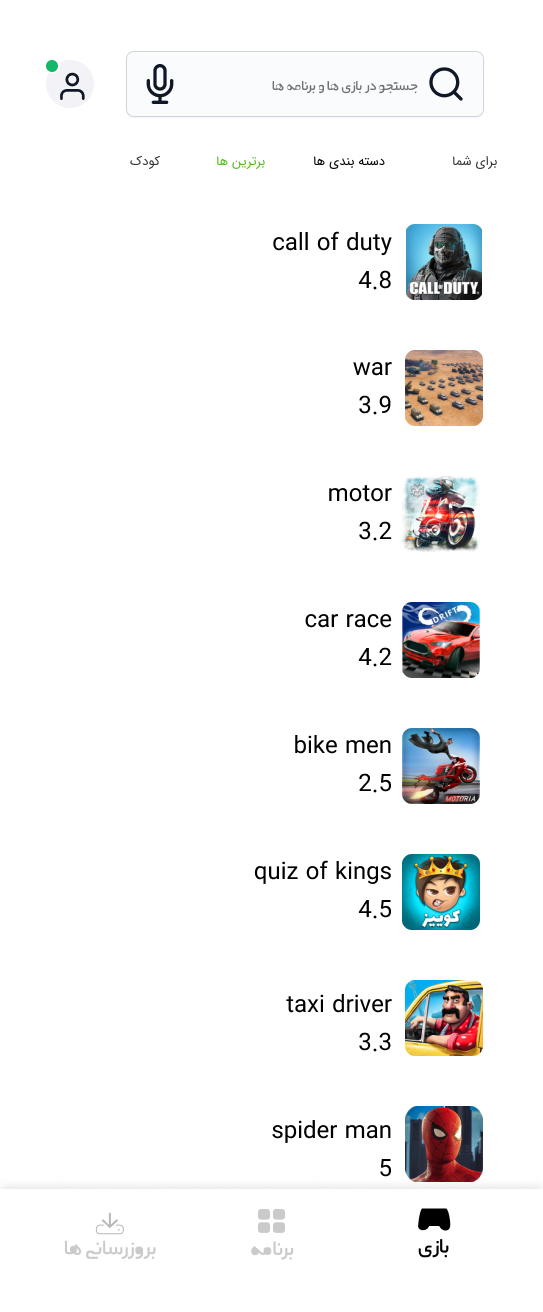 جستجو در بازی ها و برنامه ها
برای شما
دسته بندی ها
برترین ها
کودک
call of duty
4.8
CALL OF DUTY
war
3.9
motor
3.2
car race
4.2
DRIFT
bike men
2.5
MOTORIA
quiz of kings
4.5
کوییز
taxi driver
3.3
spider man
5
بازی
برنامه
بروزرسانی ها